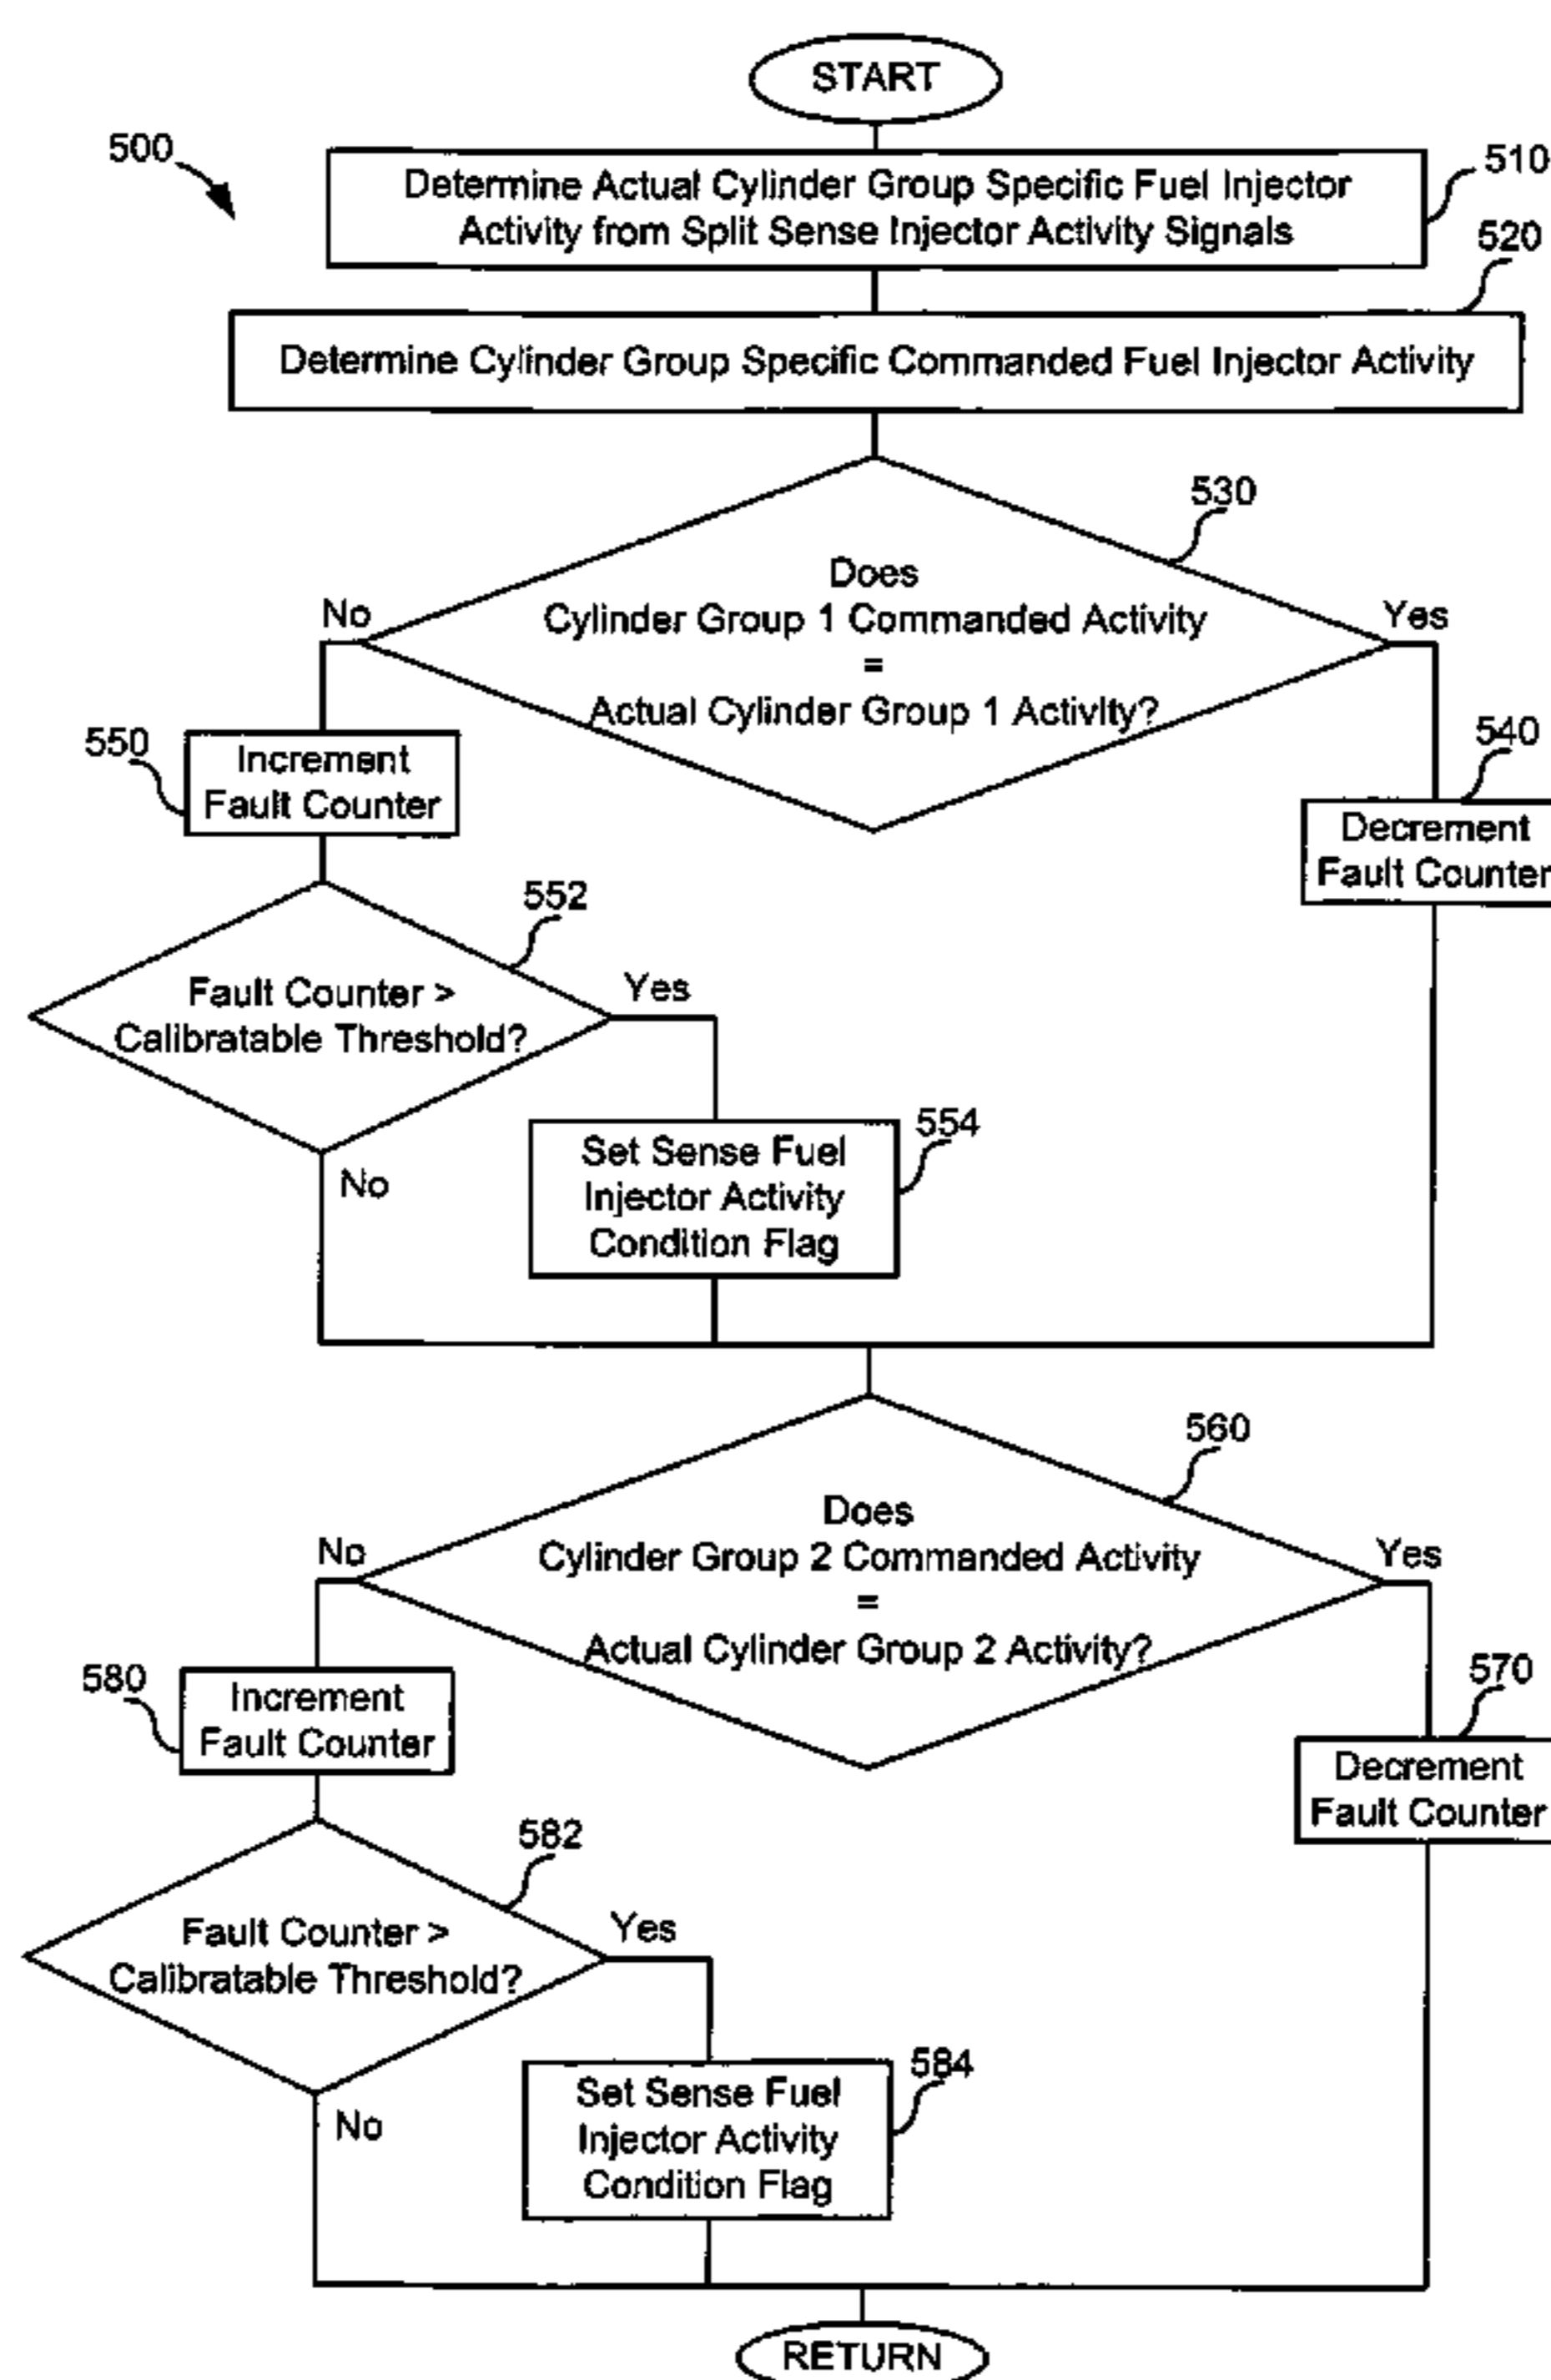 START
500
Determine Actual Cylinder Group Specific Fuel Injector
Activity from Split Sense Injector Activity Signals
510
520
Determine Cylinder Group Specific Commanded Fuel Injector Activity
530
Does
Cylinder Group 1 Commanded Activity
=
Actual Cylinder Group 1 Activity?
No
Yes
550
Increment
Fault Counter
540
Decrement
Fault Counter
552
Fault Counter >
Calibratable Threshold?
Yes
No
554
Set Sense Fuel
Injector Activity
Condition Flag
560
Does
Cylinder Group 2 Commanded Activity
=
Actual Cylinder Group 2 Activity?
No
Yes
580
Increment
Fault Counter
570
Decrement
Fault Counter
582
Fault Counter >
Calibratable Threshold?
Yes
No
584
Set Sense Fuel
Injector Activity
Condition Flag
RETURN